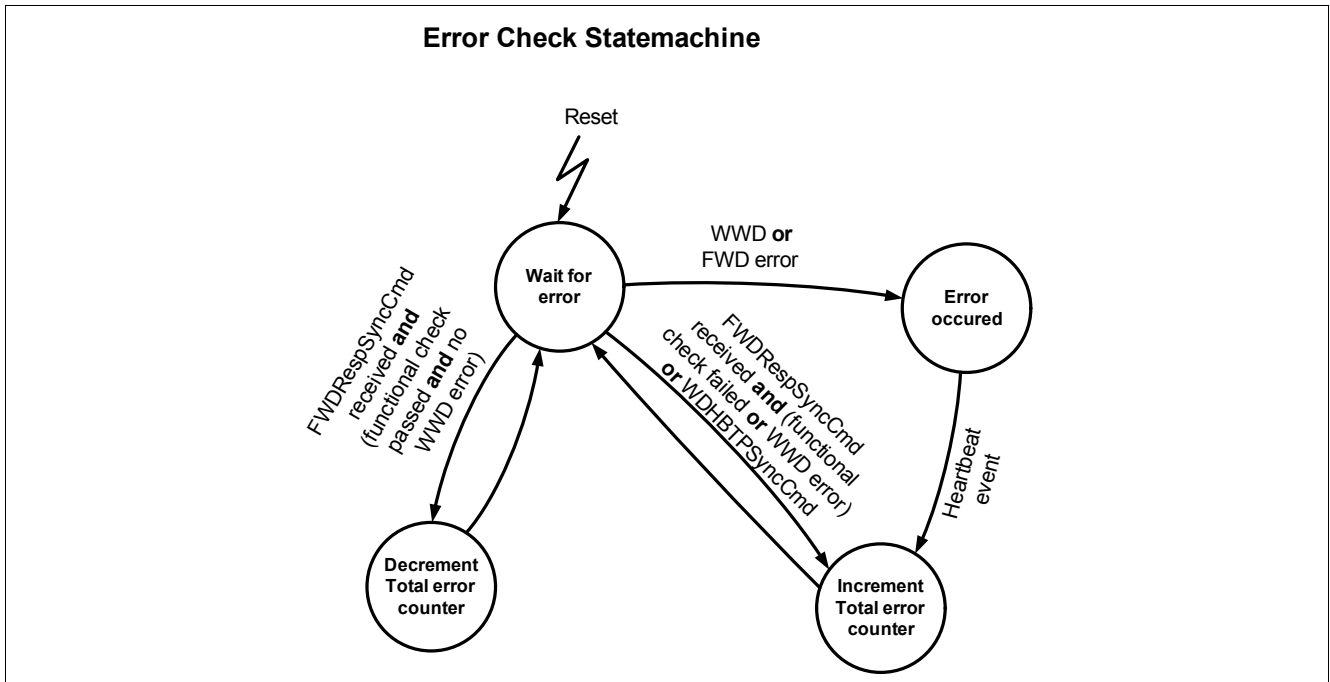 Error Check Statemachine
Reset
WWD or
FWD error
Wait for
error
Error
occured
FWDRespSyncCmd
received and
(functional check
passed and no
WWD error)
FWDRespSyncCmd
received and (functional
check failed or WWD error)
or WDHBTPSyncCmd
Heartbeat
event
Decrement
Total error
counter
Increment
Total error
counter